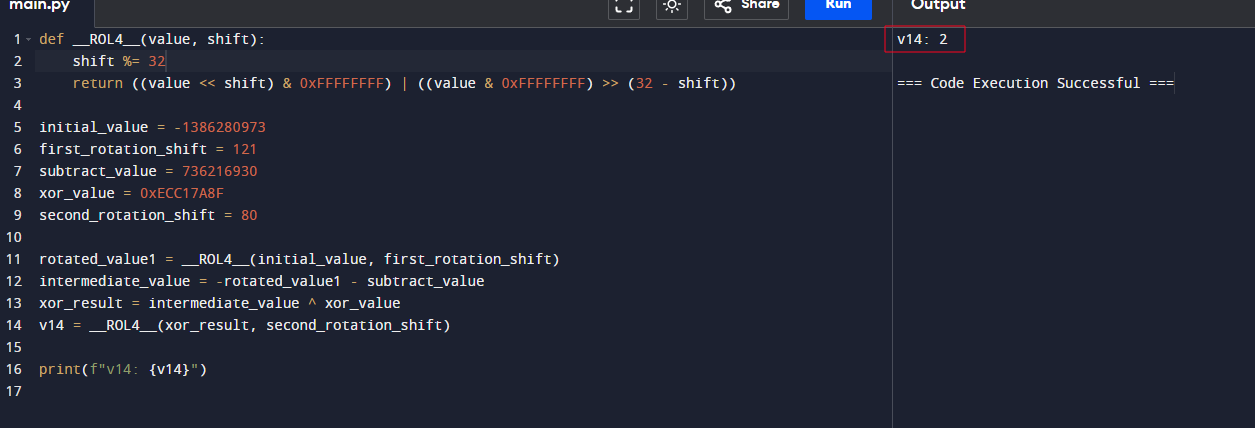 main.py
Share
Run
Output
1 def __ROL4__(value, shift):
2     shift %= 32
3     return ((value << shift) & 0xFFFFFFFF) | ((value & 0xFFFFFFFF) >> (32 - shift))
4
5 initial_value = -1386280973
6 first_rotation_shift = 121
7 subtract_value = 736216930
8 xor_value = 0xECC17A8F
9 second_rotation_shift = 80
10
11 rotated_value1 = __ROL4__(initial_value, first_rotation_shift)
12 intermediate_value = -rotated_value1 - subtract_value
13 xor_result = intermediate_value ^ xor_value
14 v14 = __ROL4__(xor_result, second_rotation_shift)
15
16 print(f"v14: {v14}")
17
v14: 2
=== Code Execution Successful ===